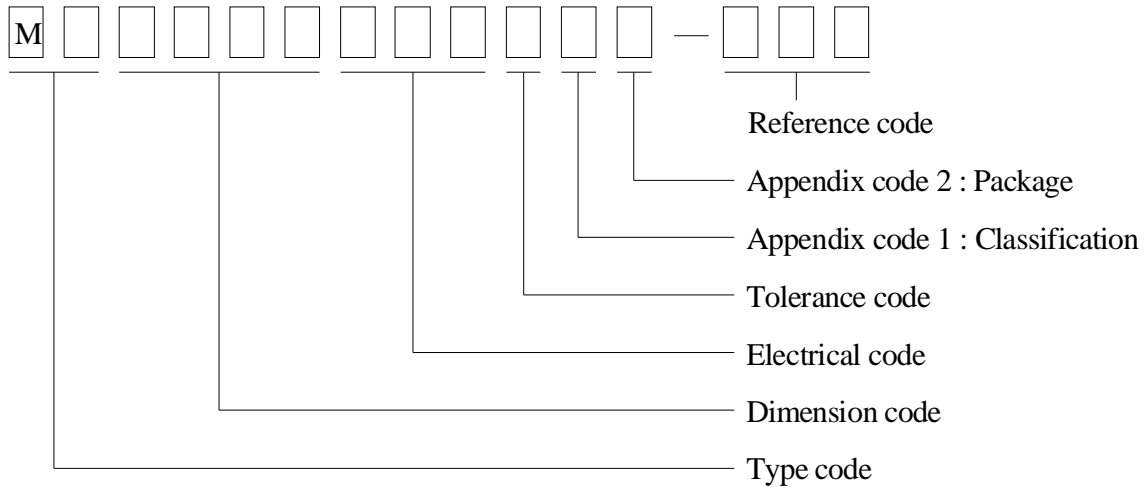 M —
Reference code
Appendix code 2 : Package
Appendix code 1 : Classification
Tolerance code
Electrical code
Dimension code
Type code